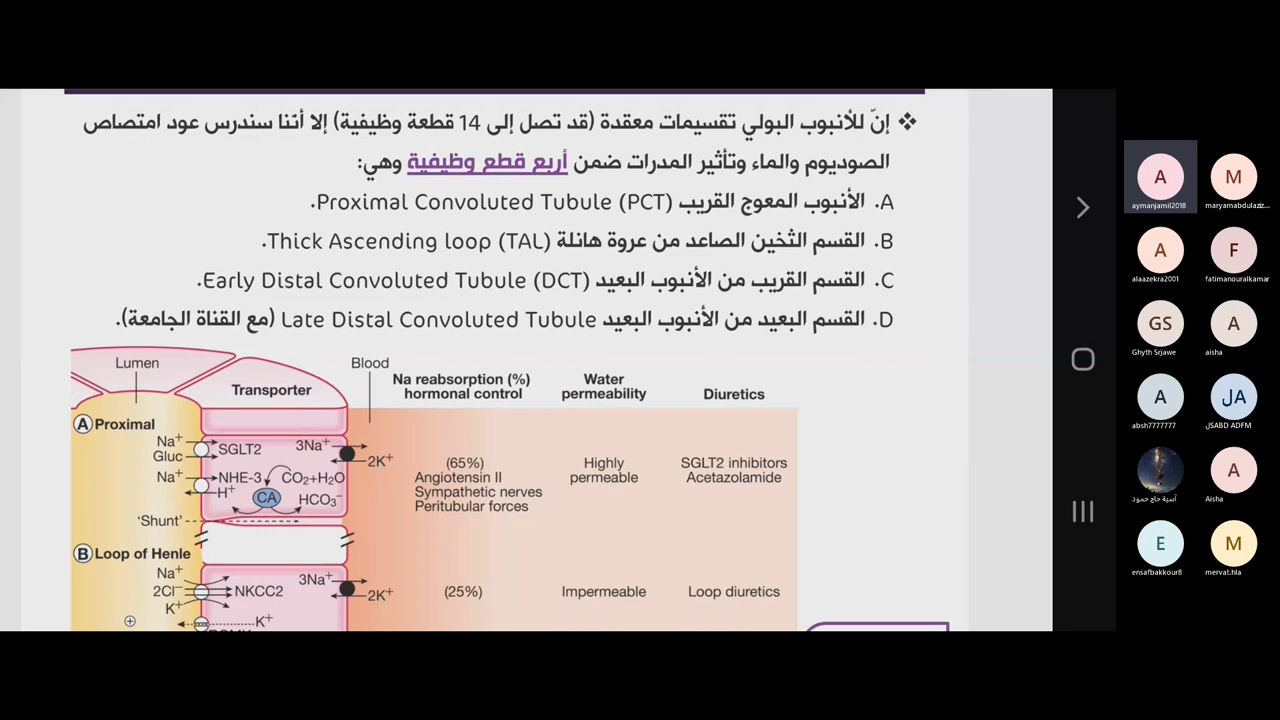 ❖ إنّ للأنبوب البولي تقسيمات معقدة (قد تصل إلى 14 قطعة وظيفية) إلا أننا سندرس عود امتصاص
الصوديوم والماء وتأثير المدرات ضمن أربع قطع وظيفية وهي:
A. الأنبوب المعوج القريب Proximal Convoluted Tubule (PCT).
B. القسم الثخين الصاعد من عروة هانلة Thick Ascending loop (TAL).
C. القسم القريب من الأنبوب البعيد Early Distal Convoluted Tubule (DCT).
D. القسم البعيد من الأنبوب البعيد Late Distal Convoluted Tubule (مع القناة الجامعة).
Lumen
Transporter
Blood
Na reabsorption (%)
hormonal control
Water
permeability
Diuretics
A Proximal
Na⁺
Gluc
SGLT2
3Na⁺
2K⁺
Na⁺
H⁺
NHE-3
CO₂+H₂O
CA
HCO₃⁻
'Shunt'
(65%)
Angiotensin II
Sympathetic nerves
Peritubular forces
Highly
permeable
SGLT2 inhibitors
Acetazolamide
B Loop of Henle
Na⁺
2Cl⁻
K⁺
NKCC2
3Na⁺
2K⁺
(25%)
Impermeable
Loop diuretics
+
K⁺
A
aymanjamil2018
M
maryamabdulaziz...
A
alaazekra2001
F
fatimanouralkamar
GS
Ghyth Srjawe
A
aisha
A
absh7777777
JA
JSABD ADFM
آسية حاج حمود
A
Aisha
E
ensafbakkour8
M
mervat.hla